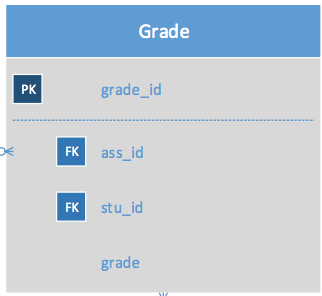 Grade
PK grade_id
FK ass_id
FK stu_id
grade